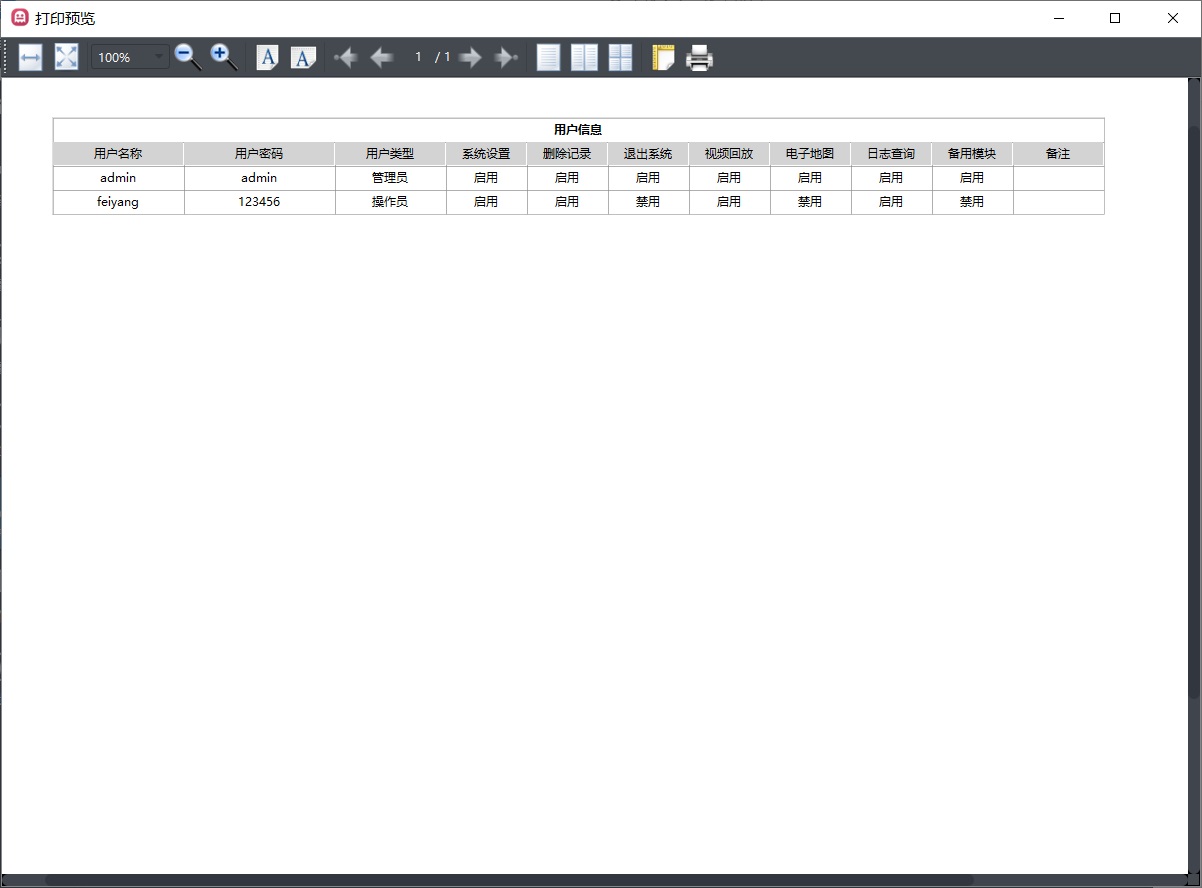 打印预览
100% A A 1 / 1
用户信息
用户名称 用户密码 用户类型 系统设置 删除记录 退出系统 视频回放 电子地图 日志查询 备用模块 备注
admin admin 管理员 启用 启用 启用 启用 启用 启用 启用
feiyang 123456 操作员 启用 启用 禁用 启用 禁用 启用 禁用